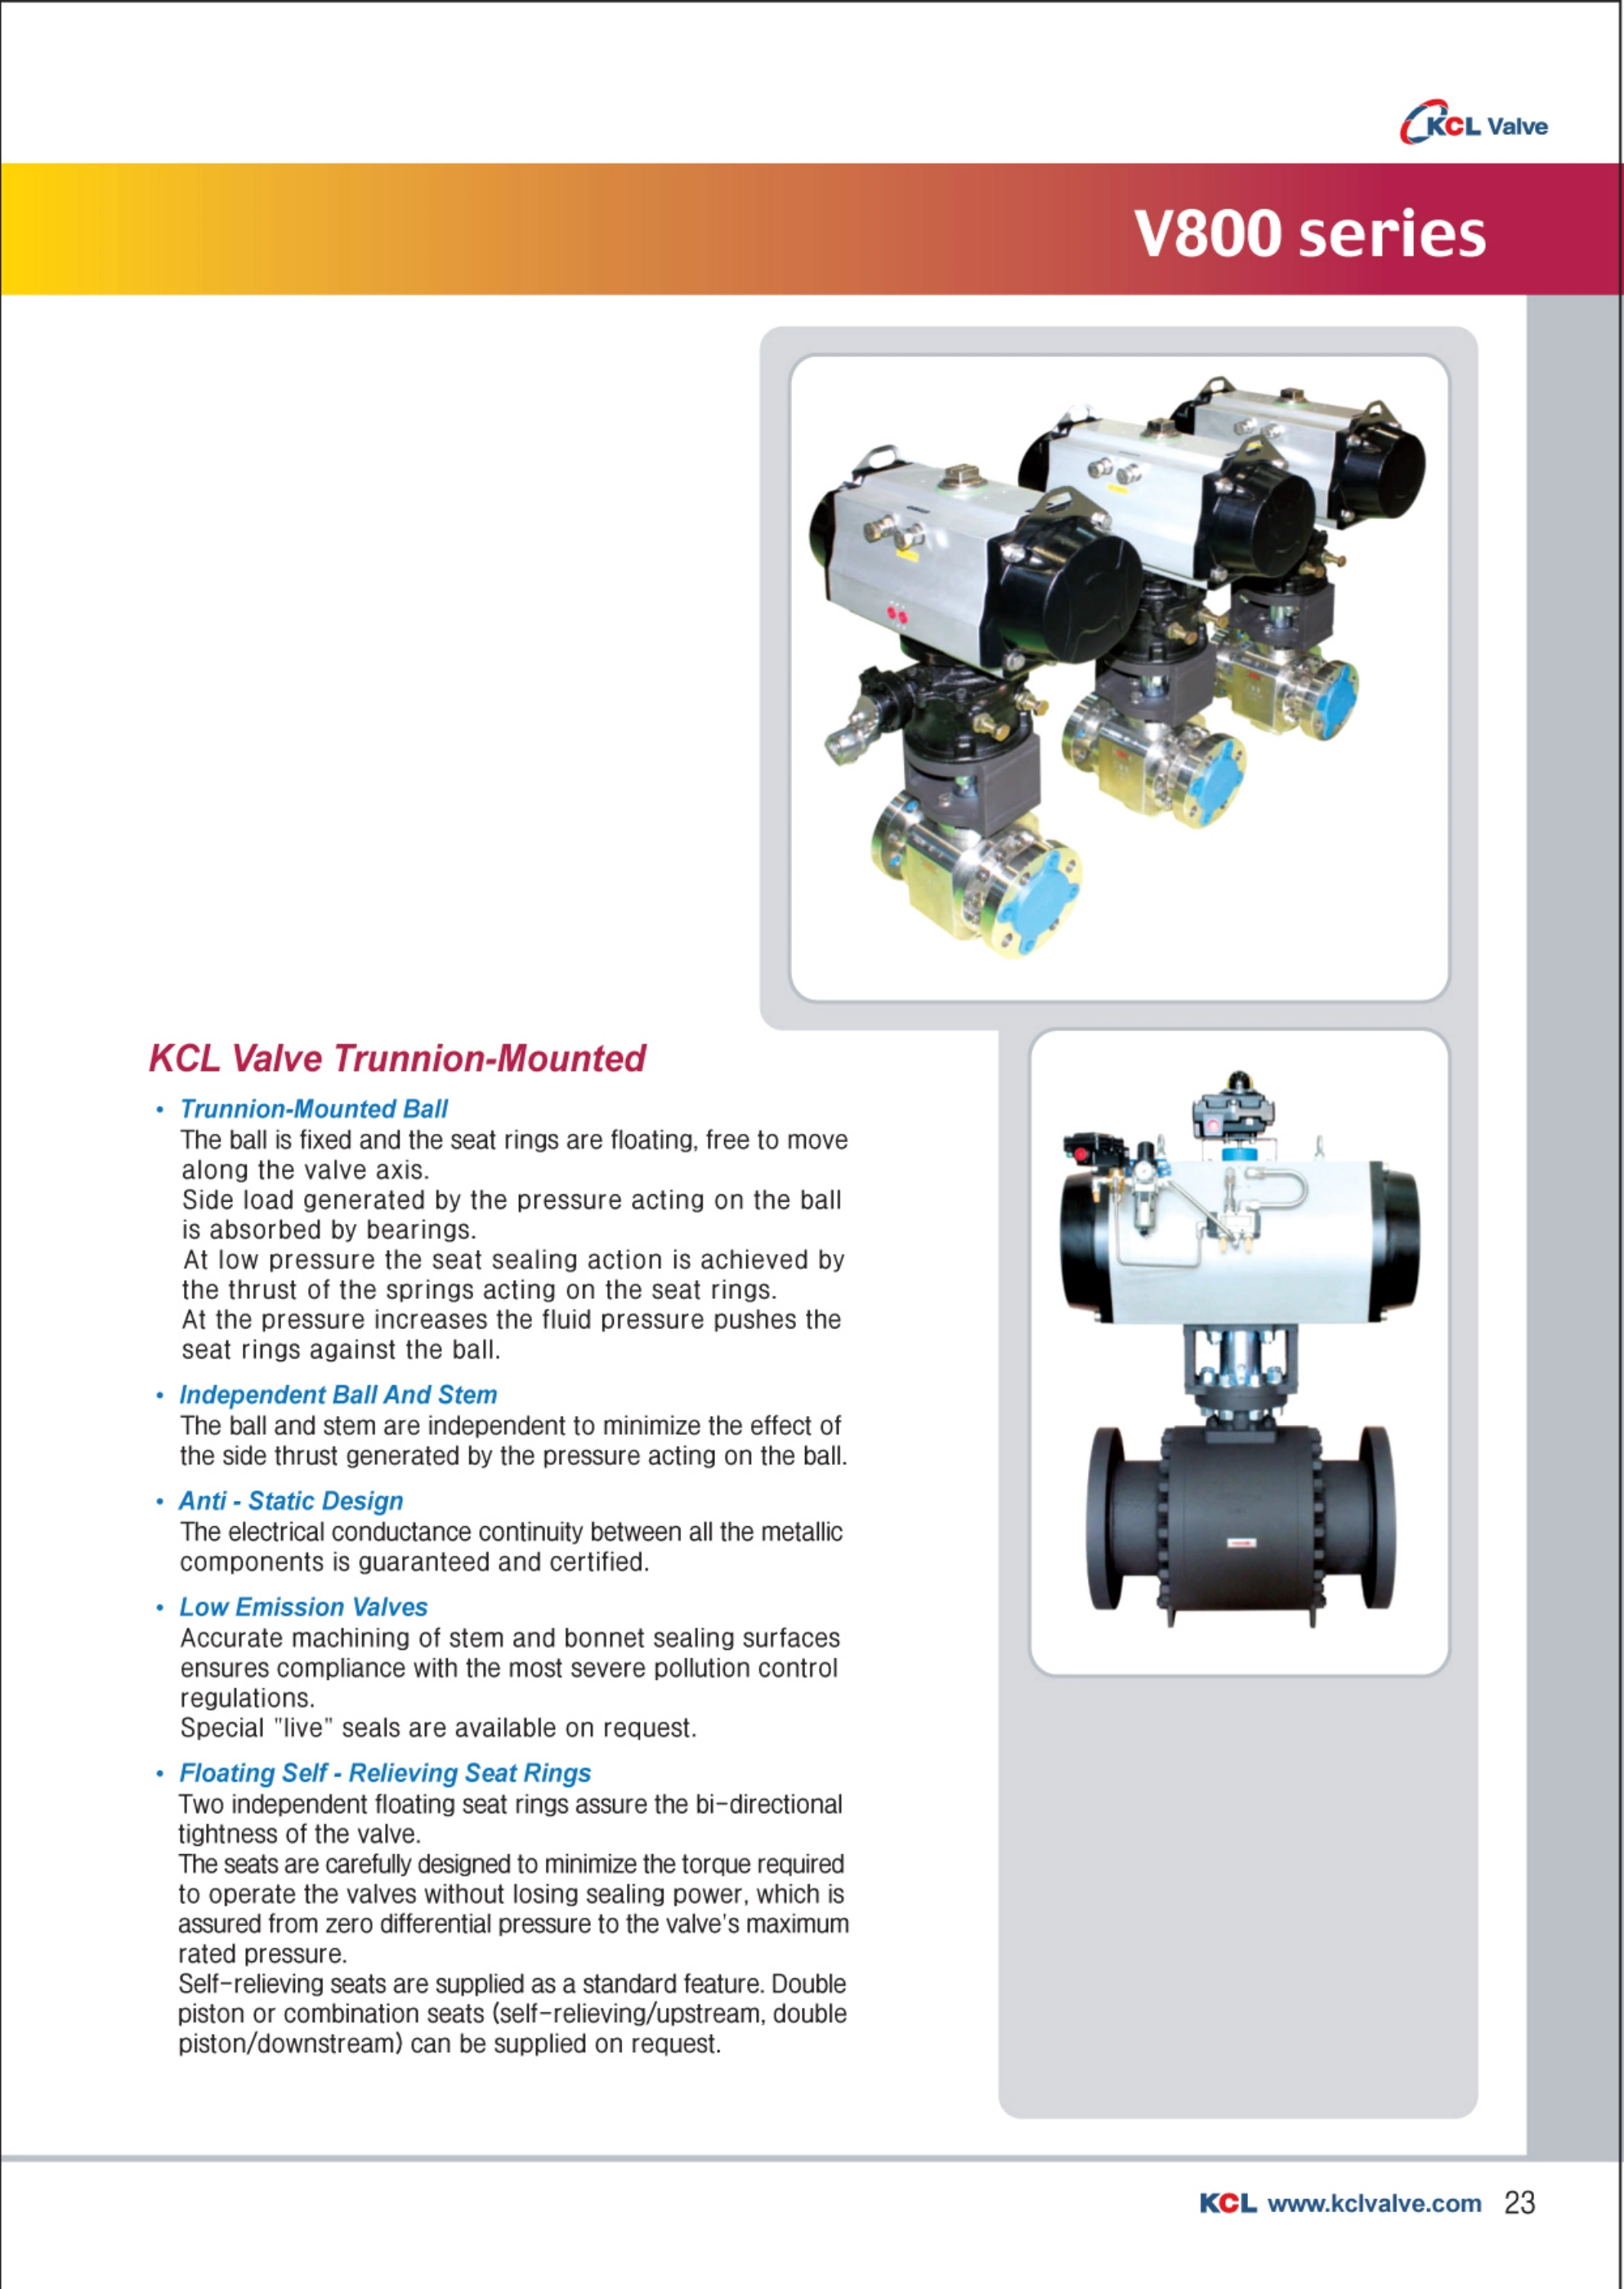 KCL Valve
V800 series
KCL Valve Trunnion-Mounted
• Trunnion-Mounted Ball
The ball is fixed and the seat rings are floating, free to move
along the valve axis.
Side load generated by the pressure acting on the ball
is absorbed by bearings.
At low pressure the seat sealing action is achieved by
the thrust of the springs acting on the seat rings.
At the pressure increases the fluid pressure pushes the
seat rings against the ball.
• Independent Ball And Stem
The ball and stem are independent to minimize the effect of
the side thrust generated by the pressure acting on the ball.
• Anti - Static Design
The electrical conductance continuity between all the metallic
components is guaranteed and certified.
• Low Emission Valves
Accurate machining of stem and bonnet sealing surfaces
ensures compliance with the most severe pollution control
regulations.
Special "live" seals are available on request.
• Floating Self - Relieving Seat Rings
Two independent floating seat rings assure the bi-directional
tightness of the valve.
The seats are carefully designed to minimize the torque required
to operate the valves without losing sealing power, which is
assured from zero differential pressure to the valve's maximum
rated pressure.
Self-relieving seats are supplied as a standard feature. Double
piston or combination seats (self-relieving/upstream, double
piston/downstream) can be supplied on request.
KCL www.kclvalve.com 23